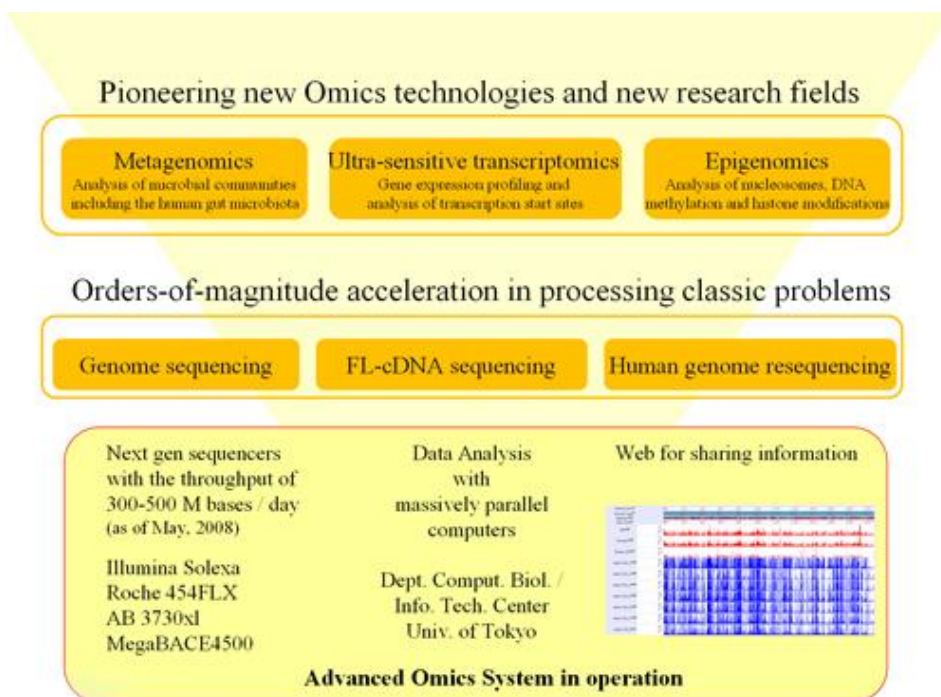 Pioneering new Omics technologies and new research fields
Metagenomics
Analysis of microbial communities
including the human gut microbiota
Ultra-sensitive transcriptomics
Gene expression profiling and
analysis of transcription start sites
Epigenomics
Analysis of nucleosomes, DNA
methylation and histone modifications
Orders-of-magnitude acceleration in processing classic problems
Genome sequencing
FL-cDNA sequencing
Human genome resequencing
Next gen sequencers
with the throughput of
300-500 M bases / day
(as of May, 2008)
Illumina Solexa
Roche 454FLX
AB 3730xl
MegaBACE4500
Data Analysis
with
massively parallel
computers
Dept. Comput. Biol. /
Info. Tech. Center
Univ. of Tokyo
Web for sharing information
Advanced Omics System in operation